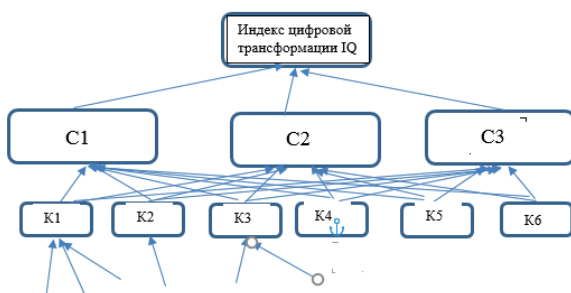 Индекс цифровой
трансформации IQ
С1
С2
С3
К1
К2
К3
К4
К5
К6